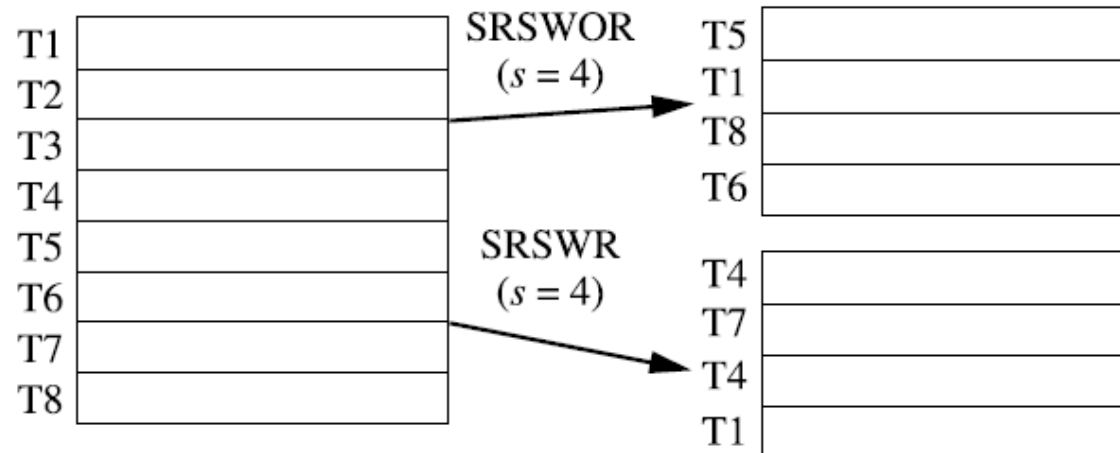 T1
T2
T3
T4
T5
T6
T7
T8
SRSWOR
(s = 4)
SRSWR
(s = 4)
T5
T1
T8
T6
T4
T7
T4
T1